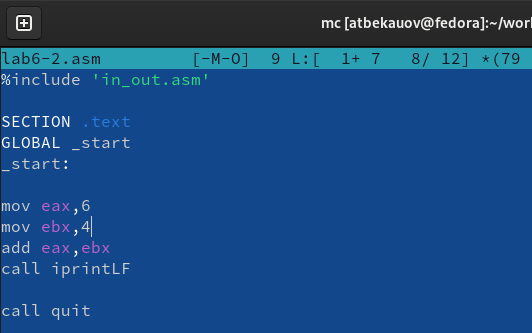 mc [atbekauov@fedora]:~/wor
lab6-2.asm [-M-O] 9 L:[ 1+ 7 8/ 12] *(79
%include 'in_out.asm'
SECTION .text
GLOBAL _start
_start:
mov eax,6
mov ebx,4
add eax,ebx
call iprintLF
call quit